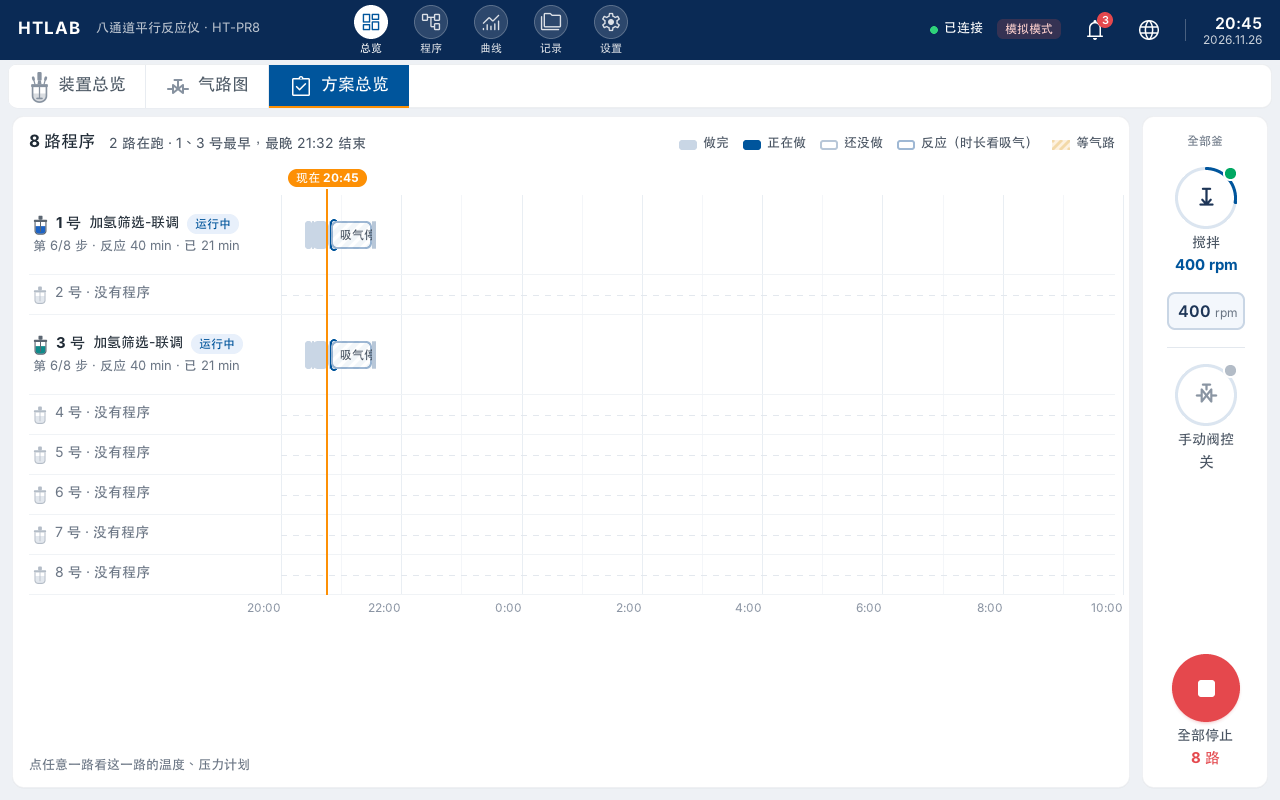 HTLAB 八通道平行反应仪 · HT-PR8
总览 程序 曲线 记录 设置
已连接 模拟模式 3 20:45
2026.11.26
装置总览 气路图 方案总览
8 路程序 2 路在跑 · 1、3 号最早，最晚 21:32 结束
做完 正在做 还没做 反应（时长看吸气） 等气路
现在 20:45
1 号 加氢筛选-联调 运行中
第 6/8 步 · 反应 40 min · 已 21 min
吸气停
2 号 · 没有程序
3 号 加氢筛选-联调 运行中
第 6/8 步 · 反应 40 min · 已 21 min
吸气停
4 号 · 没有程序
5 号 · 没有程序
6 号 · 没有程序
7 号 · 没有程序
8 号 · 没有程序
20:00 22:00 0:00 2:00 4:00 6:00 8:00 10:00
点任意一路看这一路的温度、压力计划
全部釜
搅拌
400 rpm
400 rpm
手动阀控
关
全部停止
8 路